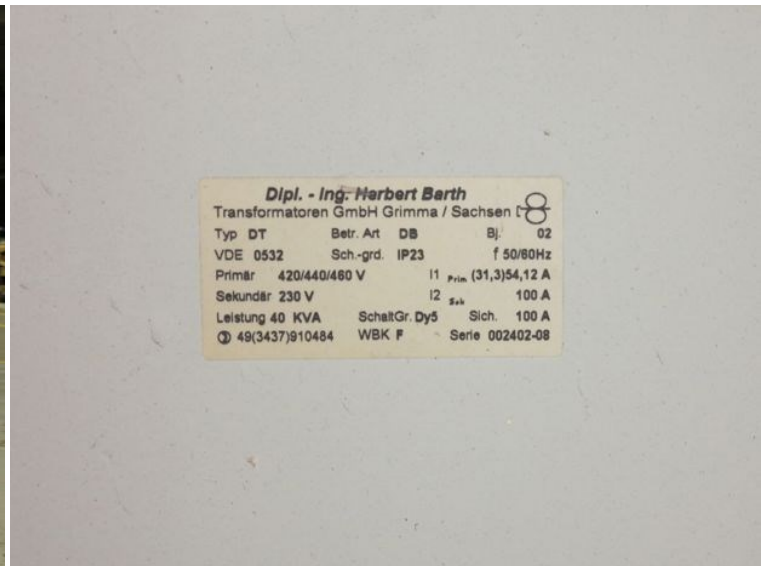 Dipl. - Ing. Herbert Barth
Transformatoren GmbH Grimma / Sachsen
Typ DT Betr. Art DB Bj. 02
VDE 0532 Sch.-grd. IP23 f 50/60Hz
Primär 420/440/460 V I1 Prim. (31,3)54,12 A
Sekundär 230 V I2 Sek 100 A
Leistung 40 KVA SchaltGr. Dy5 Sich. 100 A
49(3437)910484 WBK F Serie 002402-08